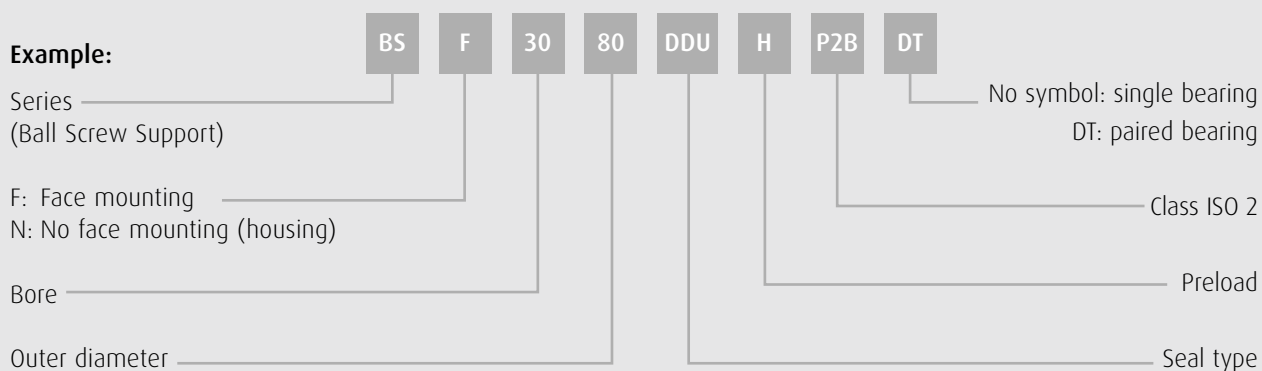 BS F 30 80 DDU H P2B DT
Example:
Series
(Ball Screw Support)
F: Face mounting
N: No face mounting (housing)
Bore
Outer diameter
No symbol: single bearing
DT: paired bearing
Class ISO 2
Preload
Seal type